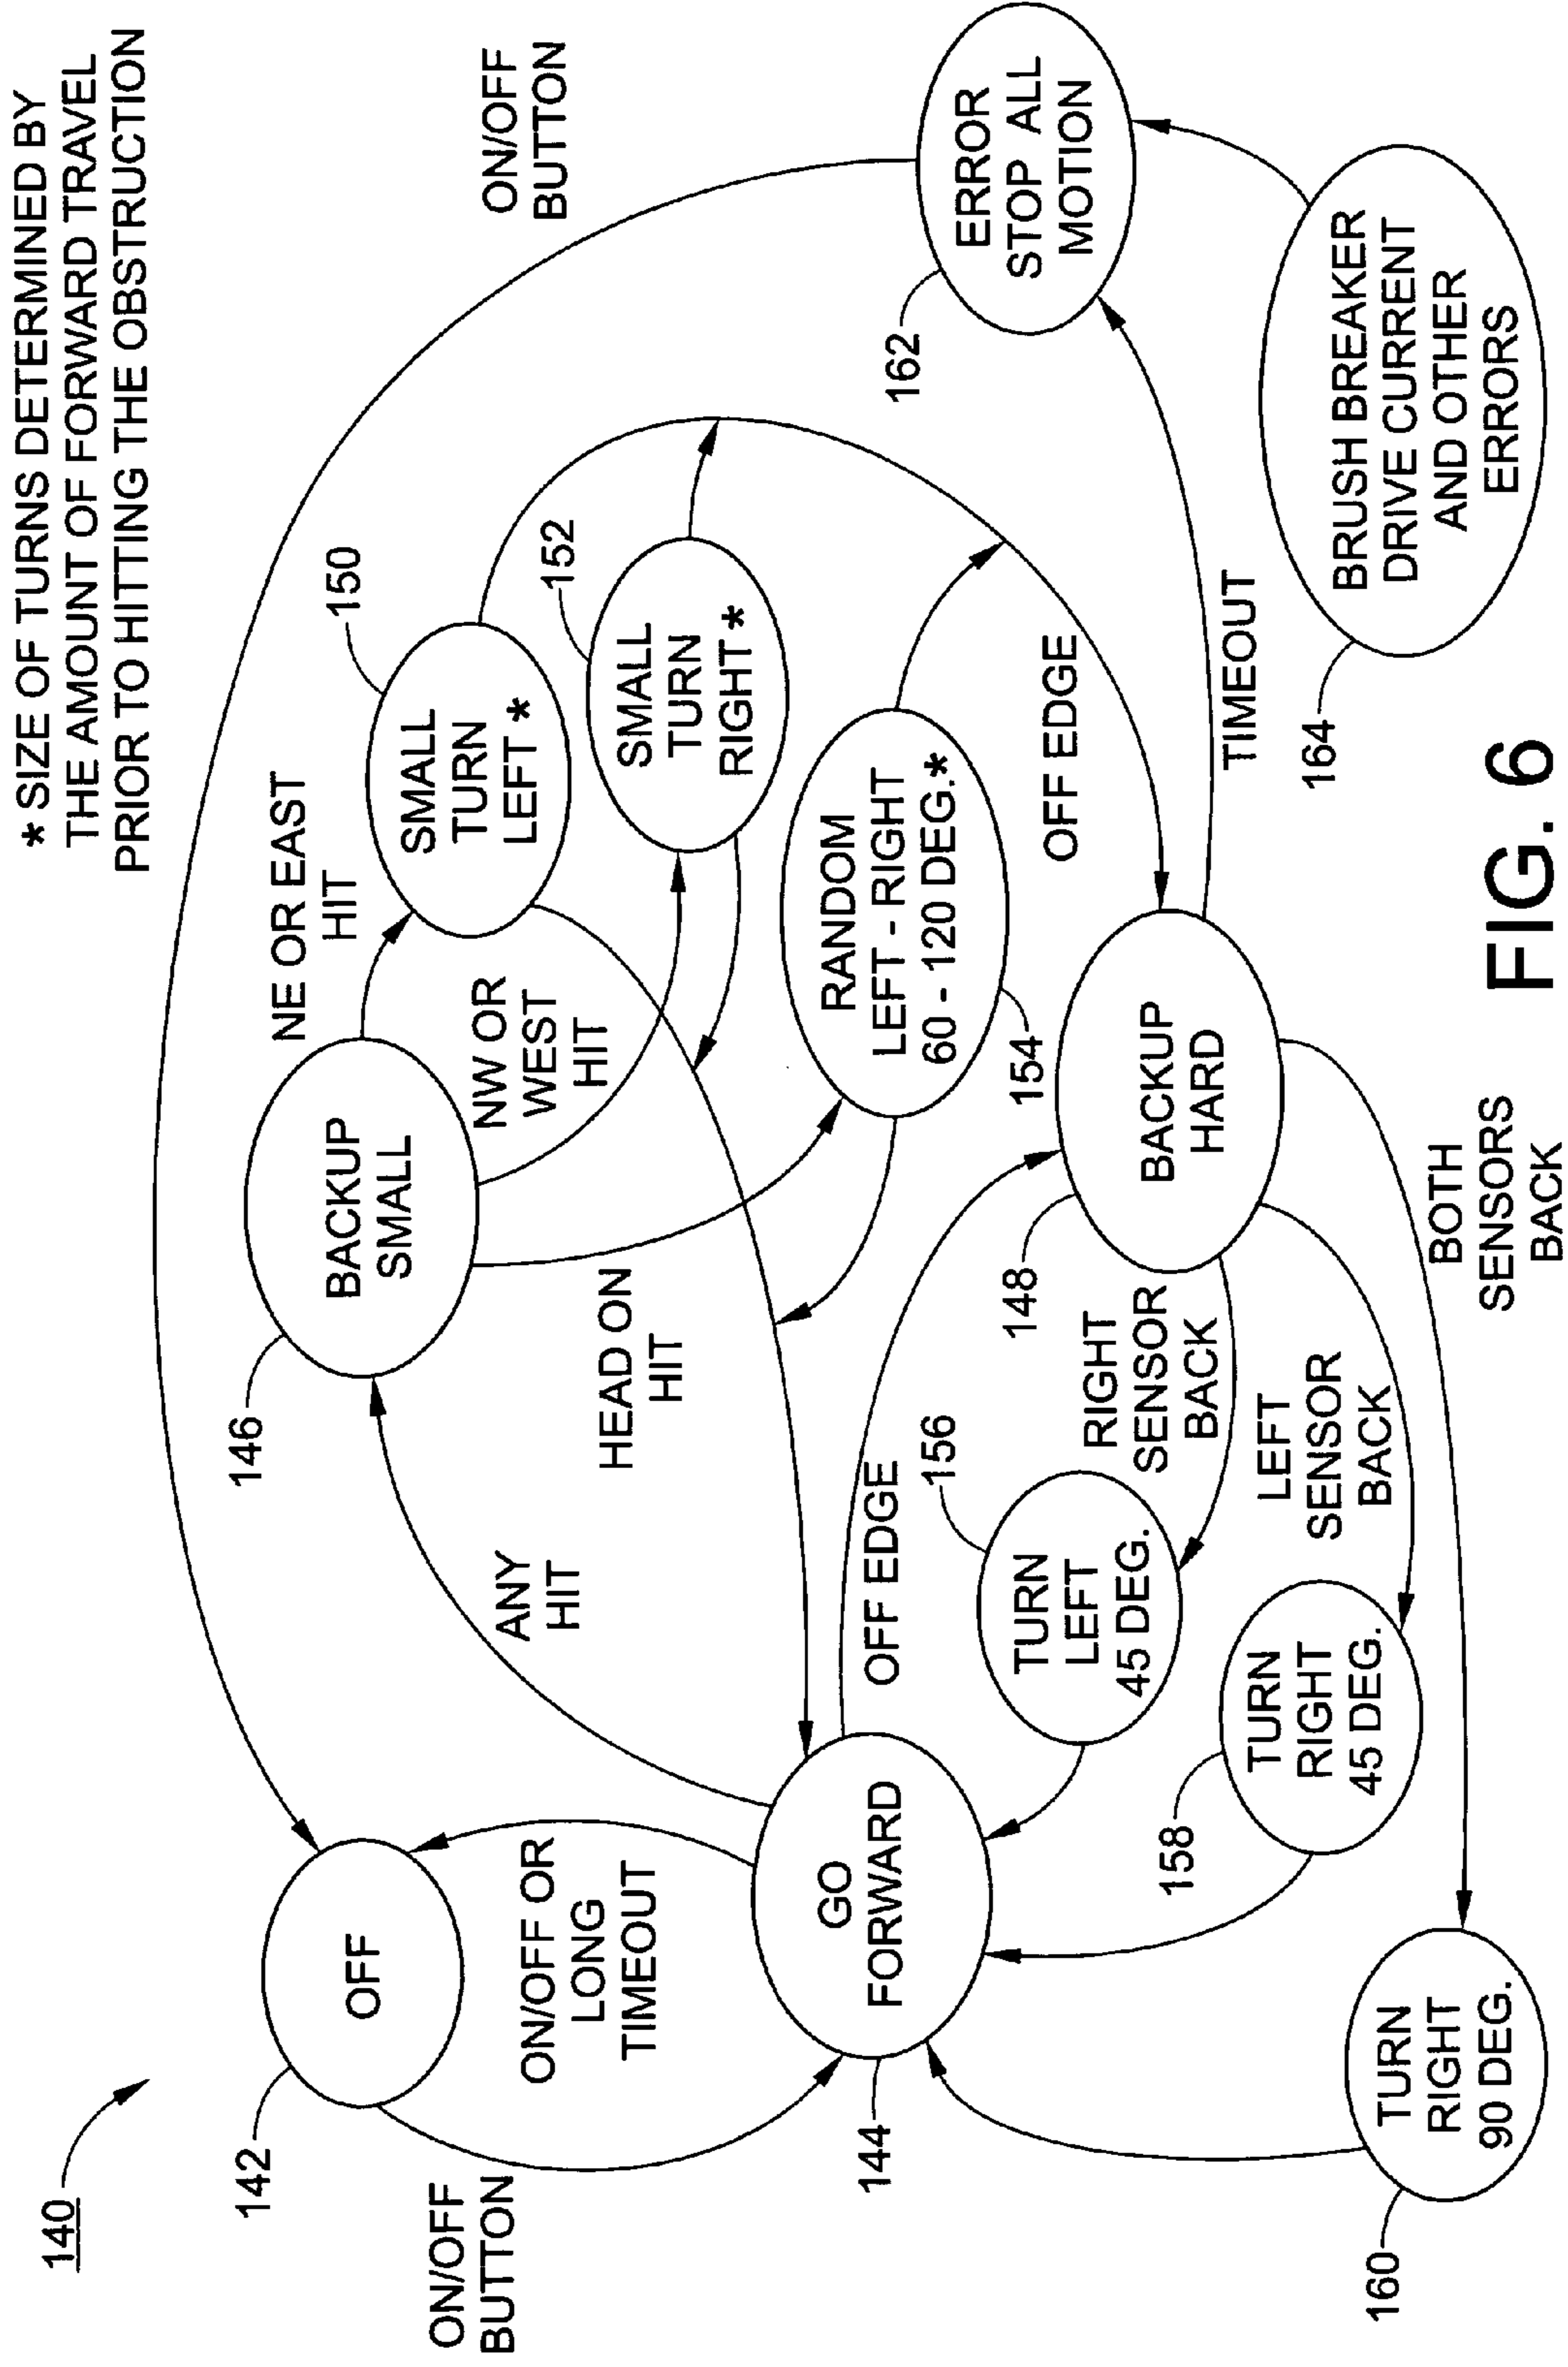 140
* SIZE OF TURNS DETERMINED BY
THE AMOUNT OF FORWARD TRAVEL
PRIOR TO HITTING THE OBSTRUCTION
ON/OFF
BUTTON
142
OFF
ON/OFF OR
LONG
TIMEOUT
ON/OFF
BUTTON
144
GO
FORWARD
ANY
HIT
146
BACKUP
SMALL
NE OR EAST
HIT
NW OR
WEST
HIT
HEAD ON
HIT
150
SMALL
TURN
LEFT *
152
SMALL
TURN
RIGHT *
RANDOM
LEFT - RIGHT
60 - 120 DEG.*
154
OFF EDGE
OFF EDGE
148
BACKUP
HARD
TIMEOUT
162
ERROR
STOP ALL
MOTION
164
BRUSH BREAKER
DRIVE CURRENT
AND OTHER
ERRORS
156
TURN
LEFT
45 DEG.
RIGHT
SENSOR
BACK
158
TURN
RIGHT
45 DEG.
LEFT
SENSOR
BACK
160
TURN
RIGHT
90 DEG.
BOTH
SENSORS
BACK
FIG. 6